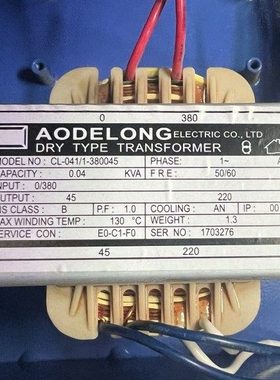 0 380
AODELONG ELECTRIC CO., LTD
DRY TYPE TRANSFORMER
MODEL NO : CL-041/1-380045 PHASE: 1~
CAPACITY : 0.04 KVA F R E : 50/60
INPUT : 0/380
OUTPUT : 45 220
INS CLASS : B P.F : 1.0 COOLING : AN IP : 00
MAX WINDING TEMP : 130 °C WEIGHT : 1.3
SERVICE CON : E0-C1-F0 SER NO : 1703276
45 220